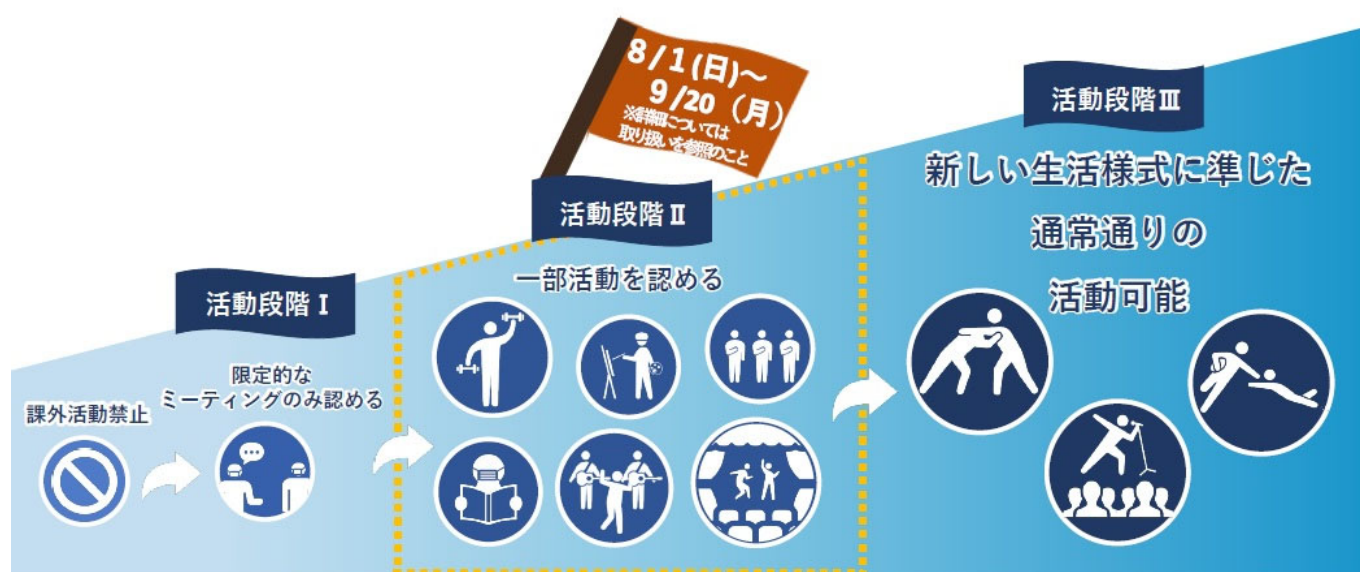 8/1(日)～
9/20（月）
※詳細については
取り扱いを参照のこと
活動段階Ⅲ
新しい生活様式に準じた
通常通りの
活動可能
活動段階Ⅱ
一部活動を認める
活動段階Ⅰ
限定的な
ミーティングのみ認める
課外活動禁止